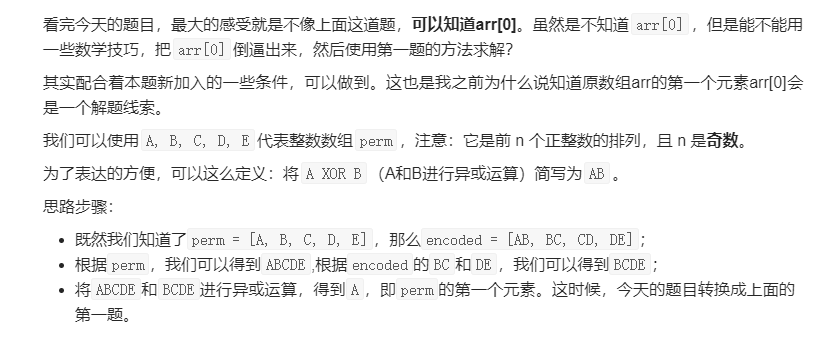 看完今天的题目，最大的感受就是不像上面这道题，可以知道arr[0]。虽然是不知道 arr[0] ，但是能不能用
一些数学技巧，把 arr[0] 倒逼出来，然后使用第一题的方法求解？
其实配合着本题新加入的一些条件，可以做到。这也是我之前为什么说知道原数组arr的第一个元素arr[0]会
是一个解题线索。
我们可以使用 A, B, C, D, E 代表整数数组 perm ，注意：它是前 n 个正整数的排列，且 n 是奇数。
为了表达的方便，可以这么定义：将 A XOR B （A和B进行异或运算）简写为 AB 。
思路步骤：
• 既然我们知道了 perm = [A, B, C, D, E] ，那么 encoded = [AB, BC, CD, DE] ；
• 根据 perm ，我们可以得到 ABCDE ,根据 encoded 的 BC 和 DE ，我们可以得到 BCDE ；
• 将 ABCDE 和 BCDE 进行异或运算，得到 A ，即 perm 的第一个元素。这时候，今天的题目转换成上面的
第一题。